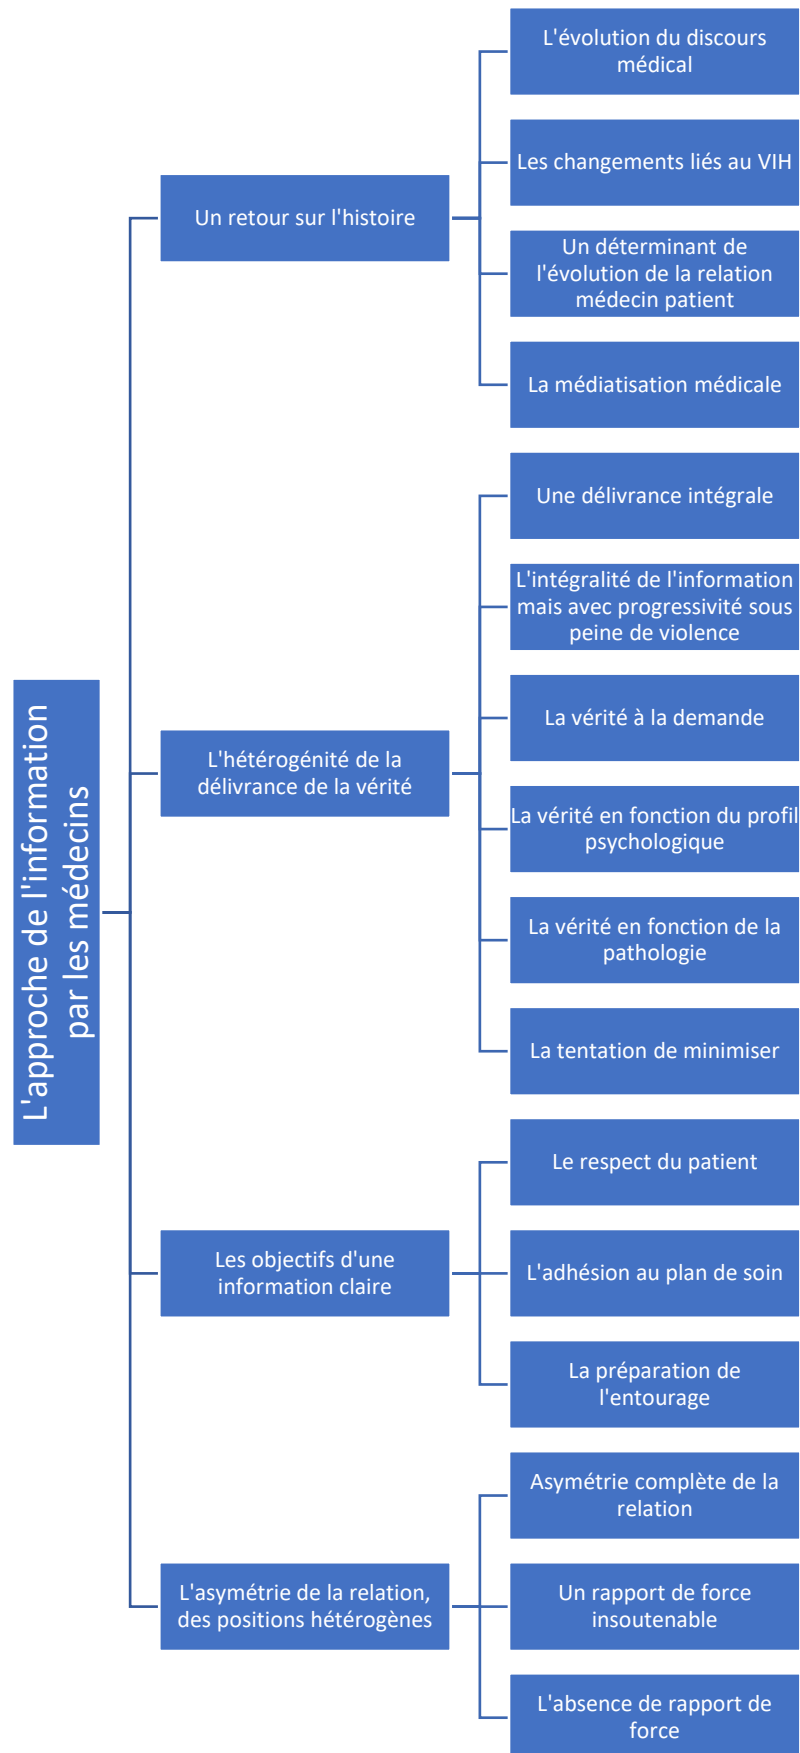 L'approche de l'information
par les médecins
Un retour sur l'histoire
L'évolution du discours
médical
Les changements liés au VIH
Un déterminant de
l'évolution de la relation
médecin patient
La médiatisation médicale
L'hétérogénité de la
délivrance de la vérité
Une délivrance intégrale
L'intégralité de l'information
mais avec progressivité sous
peine de violence
La vérité à la demande
La vérité en fonction du profil
psychologique
La vérité en fonction de la
pathologie
La tentation de minimiser
Les objectifs d'une
information claire
Le respect du patient
L'adhésion au plan de soin
La préparation de
l'entourage
L'asymétrie de la relation,
des positions hétérogènes
Asymétrie complète de la
relation
Un rapport de force
insoutenable
L'absence de rapport de
force